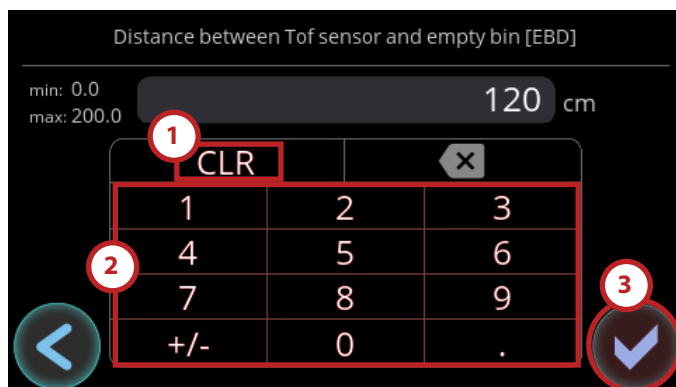 Distance between Tof sensor and empty bin [EBD]
min: 0.0
max: 200.0
120 cm
1
CLR
2
1 2 3
4 5 6
7 8 9
+/- 0 .
3